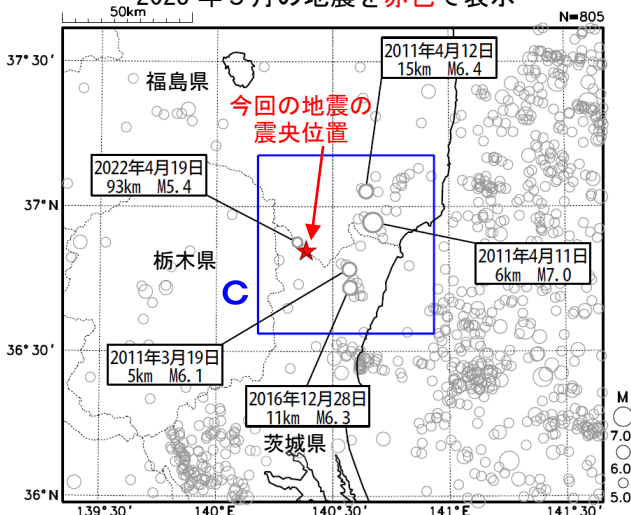 2025年5月の地震を赤色で表示
50km
N=805
37°30'
福島県
2011年4月12日
15km M6.4
今回の地震の
震央位置
2022年4月19日
93km M5.4
37°N
2011年4月11日
6km M7.0
栃木県
C
36°30'
2011年3月19日
5km M6.1
2016年12月28日
11km M6.3
茨城県
M
7.0
6.0
5.0
36°N
139°30'
140°E
140°30'
141°E
141°30'